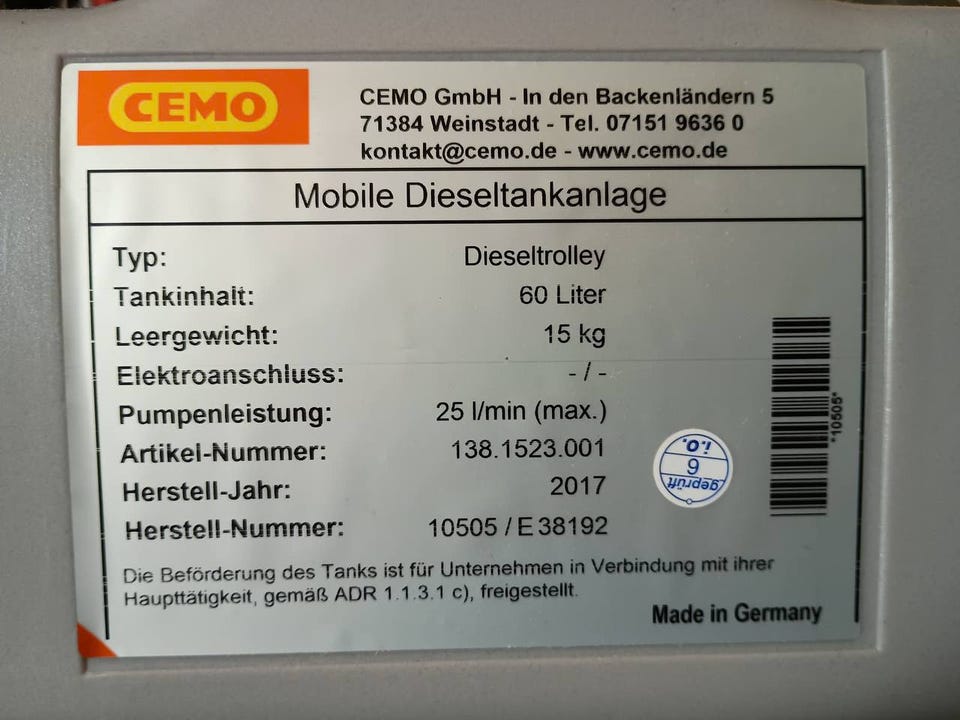 CEMO
CEMO GmbH - In den Backenländern 5
71384 Weinstadt - Tel. 07151 9636 0
kontakt@cemo.de - www.cemo.de
Mobile Dieseltankanlage
Typ: Dieseltrolley
Tankinhalt: 60 Liter
Leergewicht: 15 kg
Elektroanschluss: - / -
Pumpenleistung: 25 l/min (max.)
Artikel-Nummer: 138.1523.001
Herstell-Jahr: 2017
Herstell-Nummer: 10505 / E 38192
*10505*
geprüft
6
i.O.
Die Beförderung des Tanks ist für Unternehmen in Verbindung mit ihrer
Haupttätigkeit, gemäß ADR 1.1.3.1 c), freigestellt.
Made in Germany